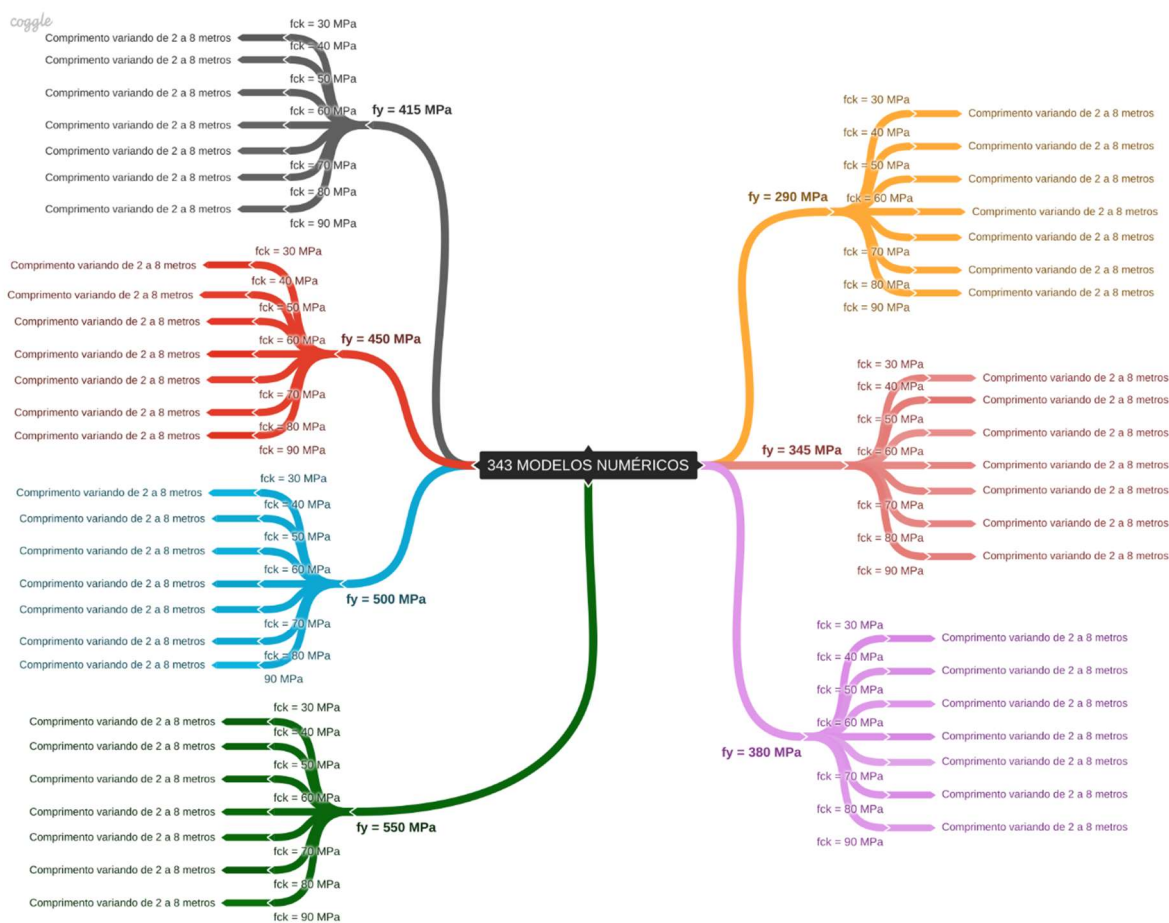 coggle
343 MODELOS NUMÉRICOS
fy = 415 MPa
fck = 30 MPa
Comprimento variando de 2 a 8 metros
fck = 40 MPa
Comprimento variando de 2 a 8 metros
fck = 50 MPa
Comprimento variando de 2 a 8 metros
fck = 60 MPa
Comprimento variando de 2 a 8 metros
Comprimento variando de 2 a 8 metros
fck = 70 MPa
Comprimento variando de 2 a 8 metros
fck = 80 MPa
Comprimento variando de 2 a 8 metros
fck = 90 MPa
fy = 450 MPa
fck = 30 MPa
Comprimento variando de 2 a 8 metros
fck = 40 MPa
Comprimento variando de 2 a 8 metros
fck = 50 MPa
Comprimento variando de 2 a 8 metros
fck = 60 MPa
Comprimento variando de 2 a 8 metros
Comprimento variando de 2 a 8 metros
fck = 70 MPa
Comprimento variando de 2 a 8 metros
fck = 80 MPa
Comprimento variando de 2 a 8 metros
fck = 90 MPa
fy = 500 MPa
fck = 30 MPa
Comprimento variando de 2 a 8 metros
fck = 40 MPa
Comprimento variando de 2 a 8 metros
fck = 50 MPa
Comprimento variando de 2 a 8 metros
fck = 60 MPa
Comprimento variando de 2 a 8 metros
Comprimento variando de 2 a 8 metros
fck = 70 MPa
Comprimento variando de 2 a 8 metros
fck = 80 MPa
Comprimento variando de 2 a 8 metros
90 MPa
fy = 550 MPa
fck = 30 MPa
Comprimento variando de 2 a 8 metros
fck = 40 MPa
Comprimento variando de 2 a 8 metros
fck = 50 MPa
Comprimento variando de 2 a 8 metros
fck = 60 MPa
Comprimento variando de 2 a 8 metros
Comprimento variando de 2 a 8 metros
fck = 70 MPa
Comprimento variando de 2 a 8 metros
fck = 80 MPa
Comprimento variando de 2 a 8 metros
fck = 90 MPa
fy = 290 MPa
fck = 30 MPa
Comprimento variando de 2 a 8 metros
fck = 40 MPa
Comprimento variando de 2 a 8 metros
fck = 50 MPa
Comprimento variando de 2 a 8 metros
fck = 60 MPa
Comprimento variando de 2 a 8 metros
Comprimento variando de 2 a 8 metros
fck = 70 MPa
Comprimento variando de 2 a 8 metros
fck = 80 MPa
Comprimento variando de 2 a 8 metros
fck = 90 MPa
fy = 345 MPa
fck = 30 MPa
Comprimento variando de 2 a 8 metros
fck = 40 MPa
Comprimento variando de 2 a 8 metros
fck = 50 MPa
Comprimento variando de 2 a 8 metros
fck = 60 MPa
Comprimento variando de 2 a 8 metros
Comprimento variando de 2 a 8 metros
fck = 70 MPa
Comprimento variando de 2 a 8 metros
fck = 80 MPa
Comprimento variando de 2 a 8 metros
fck = 90 MPa
fy = 380 MPa
fck = 30 MPa
Comprimento variando de 2 a 8 metros
fck = 40 MPa
Comprimento variando de 2 a 8 metros
fck = 50 MPa
Comprimento variando de 2 a 8 metros
fck = 60 MPa
Comprimento variando de 2 a 8 metros
Comprimento variando de 2 a 8 metros
fck = 70 MPa
Comprimento variando de 2 a 8 metros
fck = 80 MPa
Comprimento variando de 2 a 8 metros
fck = 90 MPa